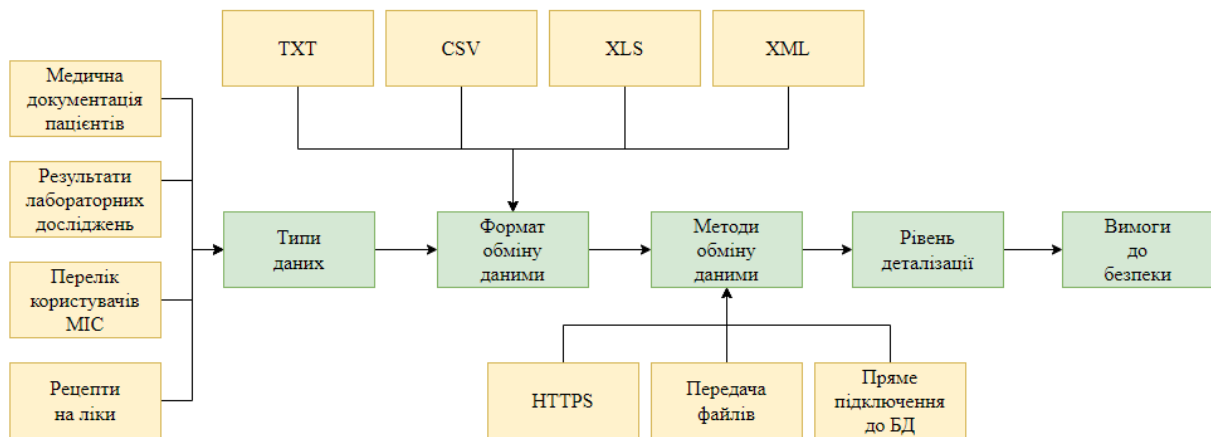 TXT
CSV
XLS
XML
Медична
документація
пацієнтів
Результати
лабораторних
досліджень
Перелік
користувачів
МІС
Рецепти
на ліки
Типи
даних
Формат
обміну
даними
Методи
обміну
даними
Рівень
деталізації
Вимоги
до
безпеки
HTTPS
Передача
файлів
Пряме
підключення
до БД